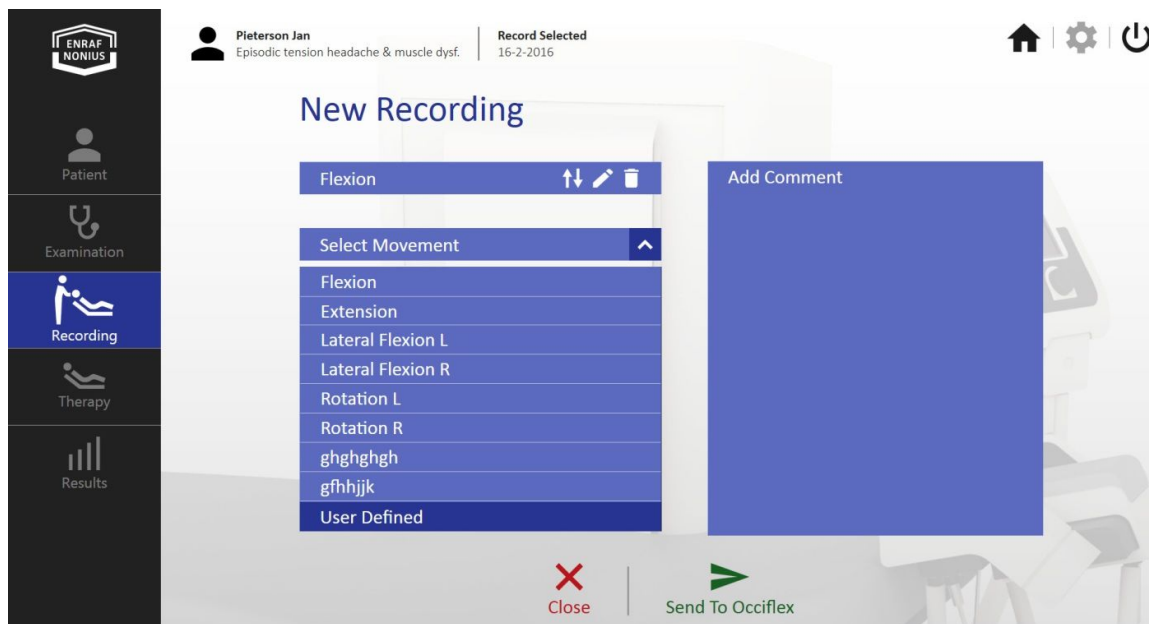 ENRAF
NONIUS
Pieterson Jan
Episodic tension headache & muscle dysf.
Record Selected
16-2-2016
New Recording
Patient
Examination
Recording
Therapy
Results
Flexion
Select Movement
Flexion
Extension
Lateral Flexion L
Lateral Flexion R
Rotation L
Rotation R
ghghghgh
gfhhjjk
User Defined
Add Comment
Close
Send To Occiflex